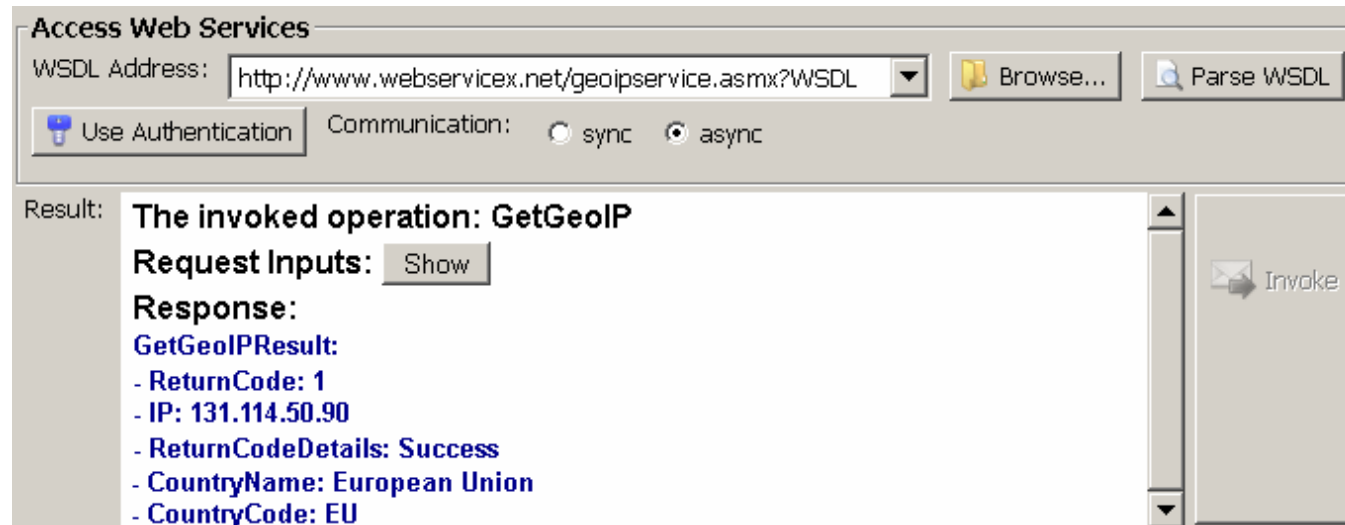 Access Web Services
WSDL Address: http://www.webservicex.net/geoipservice.asmx?WSDL Browse... Parse WSDL
Use Authentication Communication: sync async
Result: The invoked operation: GetGeoIP
Request Inputs: Show
Invoke
Response:
GetGeoIPResult:
- ReturnCode: 1
- IP: 131.114.50.90
- ReturnCodeDetails: Success
- CountryName: European Union
- CountryCode: EU